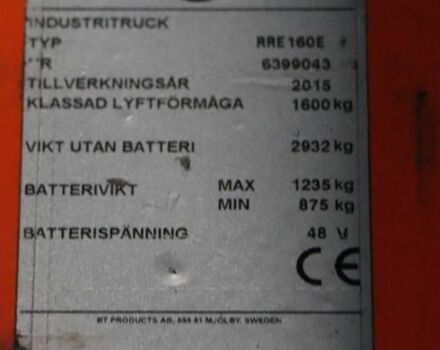 INDUSTRITRUCK
TYP RRE160E
NR 6399043
TILLVERKNINGSÅR 2015
KLASSAD LYFTFÖRMÅGA 1600 kg
VIKT UTAN BATTERI 2932 kg
BATTERIVIKT MAX 1235 kg
MIN 875 kg
BATTERISPÄNNING 48 V
CE
BT PRODUCTS AB, 595 81 MJÖLBY, SWEDEN